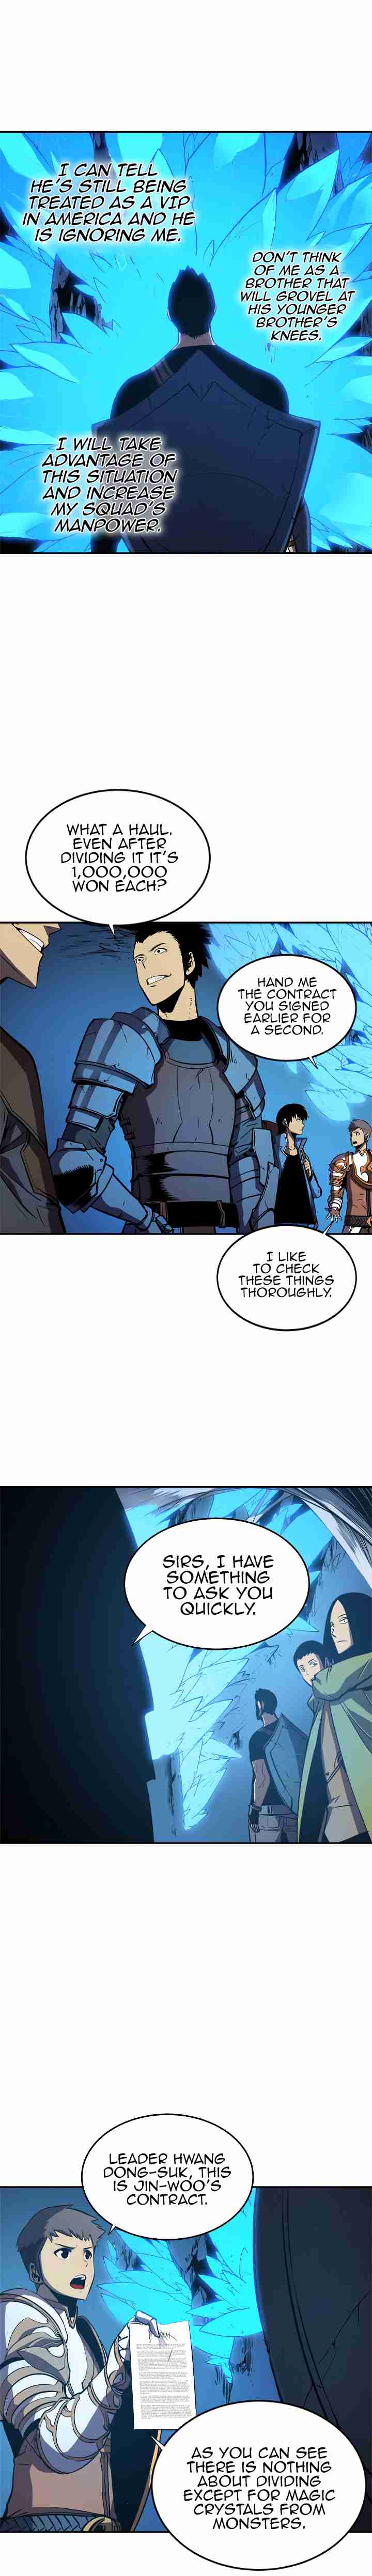 I CAN TELL
HE'S STILL BEING
TREATED AS A VIP
IN AMERICA AND HE
IS IGNORING ME.
DON'T THINK
OF ME AS A
BROTHER THAT
WILL GROVEL AT
HIS YOUNGER
BROTHER'S
KNEES.
I WILL TAKE
ADVANTAGE OF
THIS SITUATION
AND INCREASE
MY SQUAD'S
MANPOWER.
WHAT A HAUL.
EVEN AFTER
DIVIDING IT IT'S
1,000,000
WON EACH?
HAND ME
THE CONTRACT
YOU SIGNED
EARLIER FOR
A SECOND.
I LIKE
TO CHECK
THESE THINGS
THOROUGHLY.
SIRS, I HAVE
SOMETHING
TO ASK YOU
QUICKLY.
LEADER HWANG
DONG-SUK, THIS
IS JIN-WOO'S
CONTRACT.
AS YOU CAN SEE
THERE IS NOTHING
ABOUT DIVIDING
EXCEPT FOR MAGIC
CRYSTALS FROM
MONSTERS.